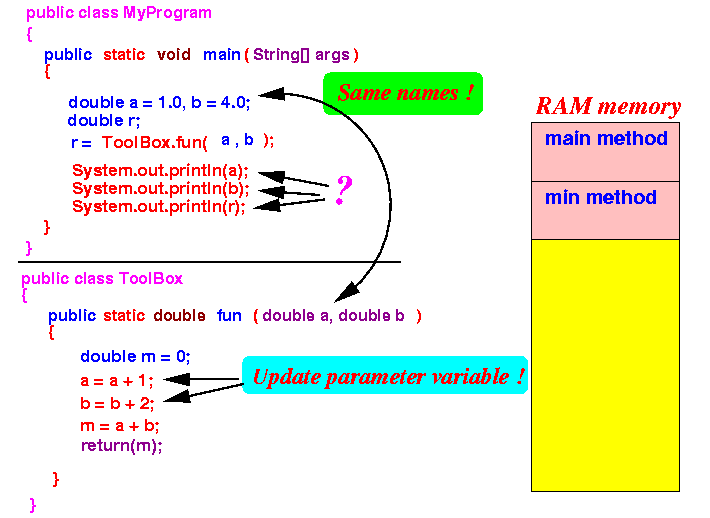 public class MyProgram
{
public static void main ( String[] args )
{
double a = 1.0, b = 4.0;
Same names !
double r;
r = ToolBox.fun( a , b );
System.out.println(a);
System.out.println(b);
System.out.println(r);
?
}
}
public class ToolBox
{
public static double fun ( double a, double b )
{
double m = 0;
a = a + 1;
Update parameter variable !
b = b + 2;
m = a + b;
return(m);
}
}
RAM memory
main method
min method